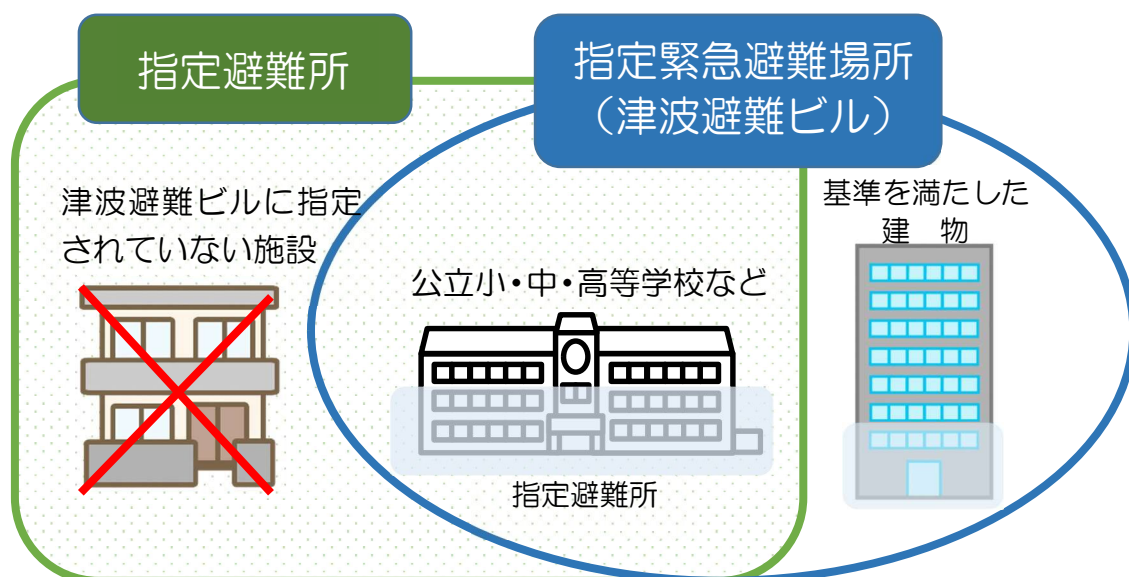 指定避難所
指定緊急避難場所
（津波避難ビル）
津波避難ビルに指定
されていない施設
公立小・中・高等学校など
指定避難所
基準を満たした
建　物